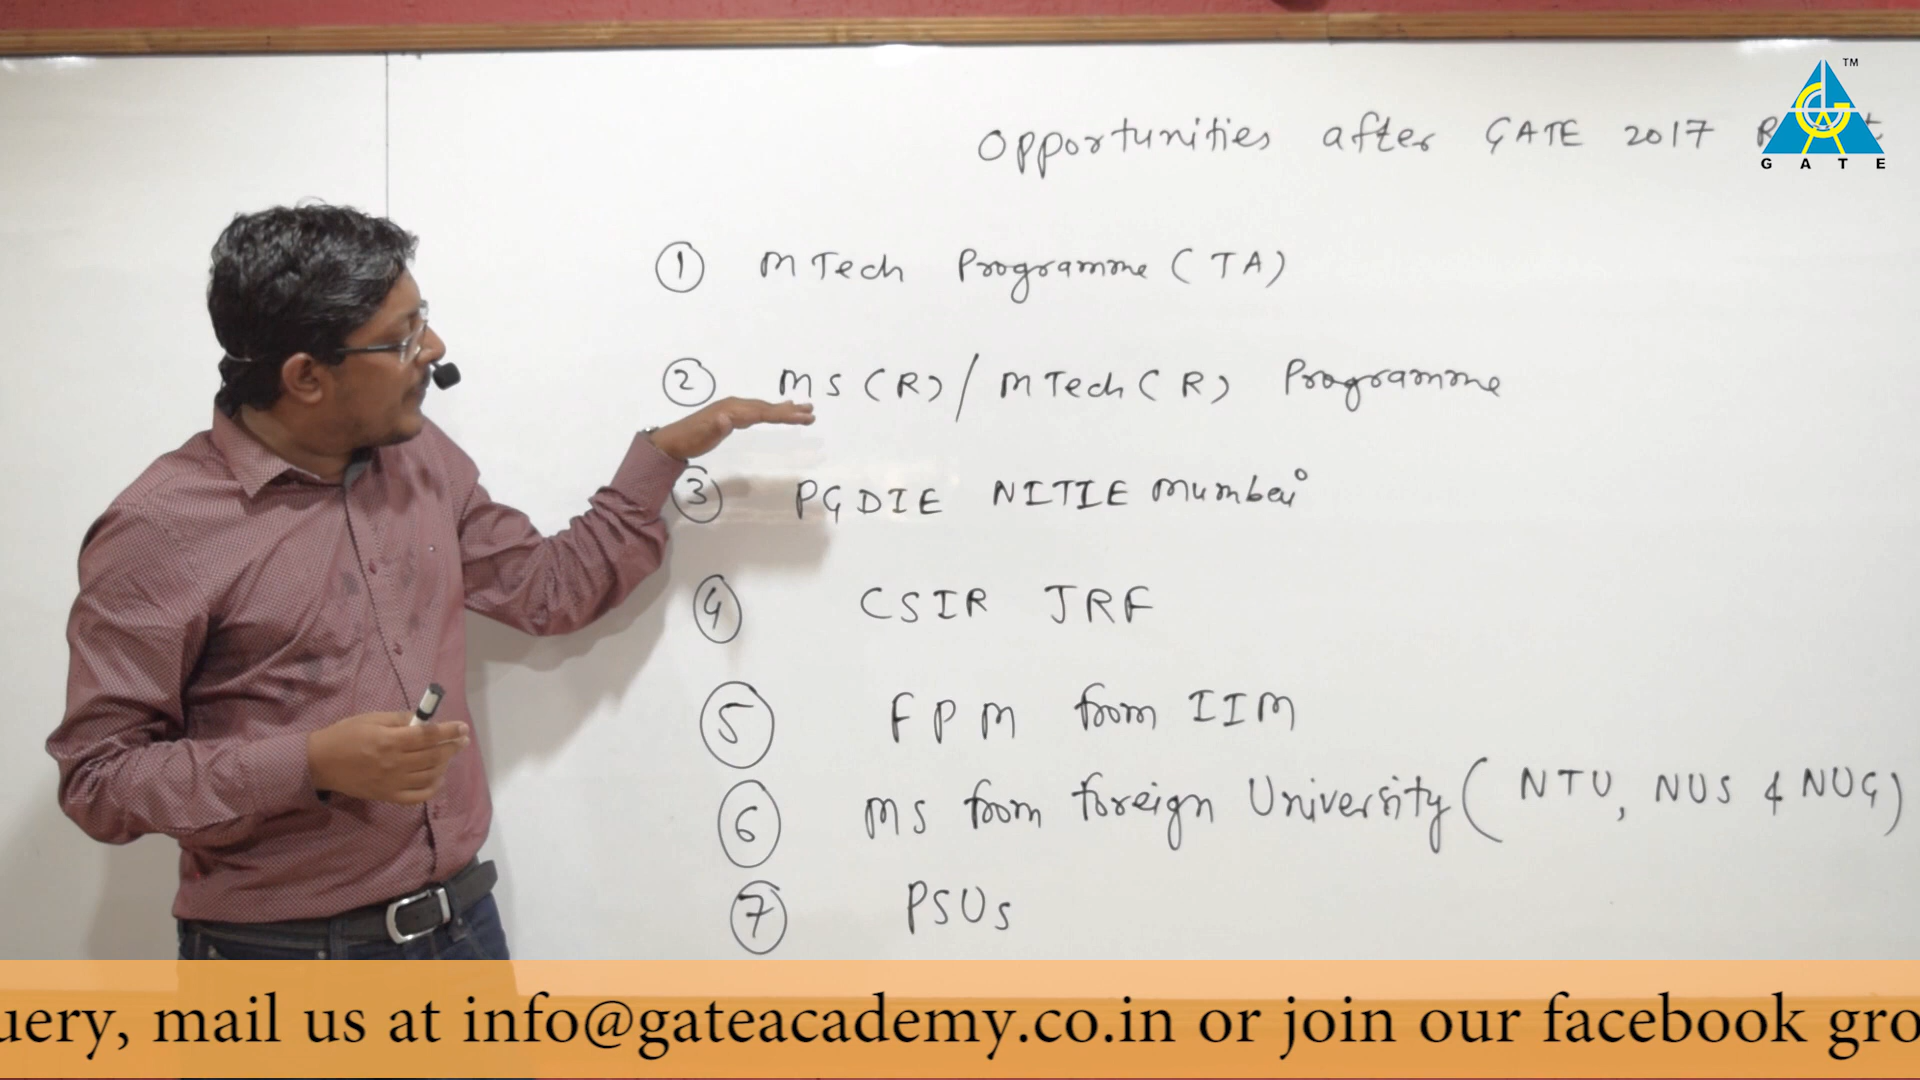 Opportunities after GATE 2017
TM
GATE
① MTech Programme (TA)
② MS(R) / MTech(R) Programme
③ PGDIE NITIE Mumbai
④ CSIR JRF
⑤ FPM from IIM
⑥ MS from foreign University (NTU, NUS & NUG)
⑦ PSUs
uery, mail us at info@gateacademy.co.in or join our facebook gro